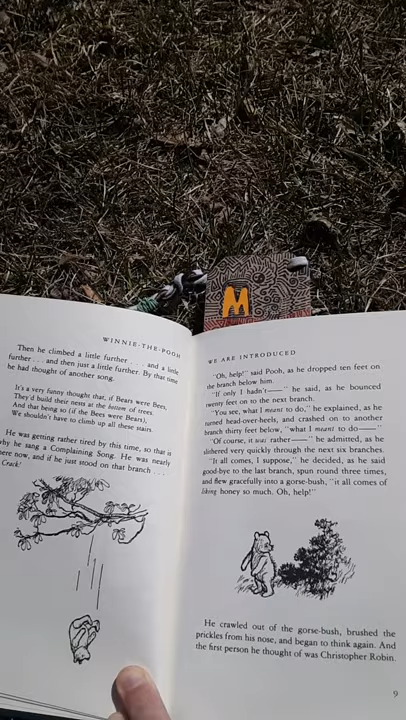 M
WINNIE-THE-POOH
Then he climbed a little further . . . and a little
further . . . and then just a little further. By that time
he had thought of another song.
It's a very funny thought that, if Bears were Bees,
They'd build their nests at the bottom of trees.
And that being so (if the Bees were Bears),
We shouldn't have to climb up all these stairs.
He was getting rather tired by this time, so that is
why he sang a Complaining Song. He was nearly
there now, and if he just stood on that branch . . .
Crack!
WE ARE INTRODUCED
"Oh, help!" said Pooh, as he dropped ten feet on
the branch below him.
"If only I hadn't——" he said, as he bounced
twenty feet on to the next branch.
"You see, what I meant to do," he explained, as he
turned head-over-heels, and crashed on to another
branch thirty feet below, "what I meant to do——"
"Of course, it was rather——" he admitted, as he
slithered very quickly through the next six branches.
"It all comes, I suppose," he decided, as he said
good-bye to the last branch, spun round three times,
and flew gracefully into a gorse-bush, "it all comes of
liking honey so much. Oh, help!"
He crawled out of the gorse-bush, brushed the
prickles from his nose, and began to think again. And
the first person he thought of was Christopher Robin.
9